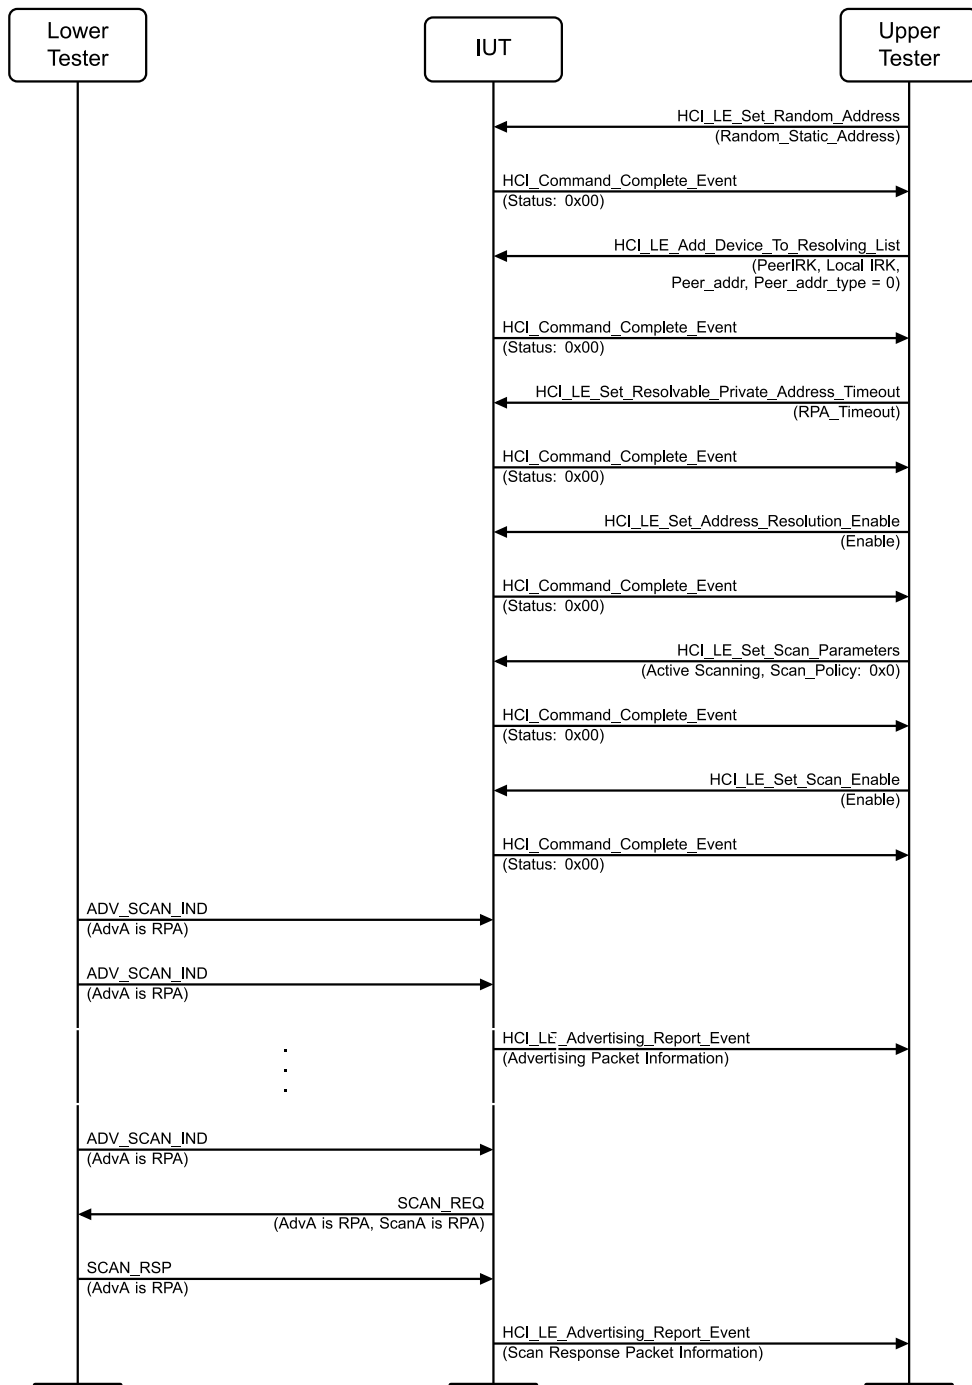 Lower
Tester
IUT
Upper
Tester
HCI_LE_Set_Random_Address
(Random_Static_Address)
HCI_Command_Complete_Event
(Status: 0x00)
HCI_LE_Add_Device_To_Resolving_List
(PeerIRK, Local IRK,
Peer_addr, Peer_addr_type = 0)
HCI_Command_Complete_Event
(Status: 0x00)
HCI_LE_Set_Resolvable_Private_Address_Timeout
(RPA_Timeout)
HCI_Command_Complete_Event
(Status: 0x00)
HCI_LE_Set_Address_Resolution_Enable
(Enable)
HCI_Command_Complete_Event
(Status: 0x00)
HCI_LE_Set_Scan_Parameters
(Active Scanning, Scan_Policy: 0x0)
HCI_Command_Complete_Event
(Status: 0x00)
HCI_LE_Set_Scan_Enable
(Enable)
HCI_Command_Complete_Event
(Status: 0x00)
ADV_SCAN_IND
(AdvA is RPA)
ADV_SCAN_IND
(AdvA is RPA)
HCI_LE_Advertising_Report_Event
(Advertising Packet Information)
.
.
.
ADV_SCAN_IND
(AdvA is RPA)
SCAN_REQ
(AdvA is RPA, ScanA is RPA)
SCAN_RSP
(AdvA is RPA)
HCI_LE_Advertising_Report_Event
(Scan Response Packet Information)